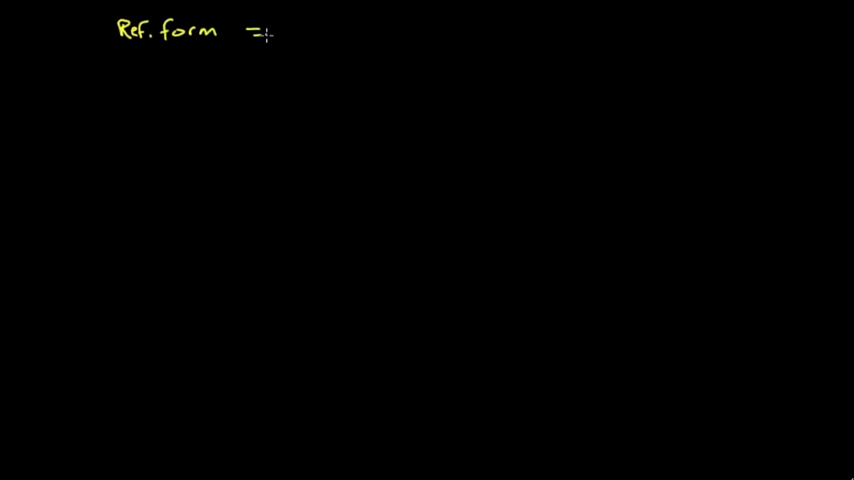 Ref. form =